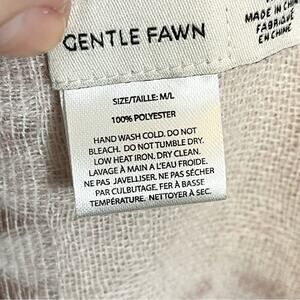 GENTLE FAWN
MADE IN CHINA
FABRIQUÉ
EN CHINE
SIZE/TAILLE: M/L
100% POLYESTER
HAND WASH COLD. DO NOT
BLEACH. DO NOT TUMBLE DRY.
LOW HEAT IRON. DRY CLEAN.
LAVAGE À MAIN A L'EAU FROIDE.
NE PAS JAVELLISER. NE PAS SÉCHER
PAR CULBUTAGE. FER À BASSE
TEMPÉRATURE. NETTOYER À SEC.